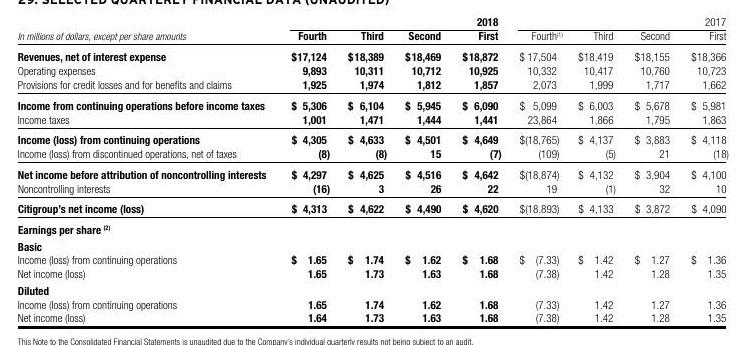 29. SELECTED QUARTERLY FINANCIAL DATA (UNAUDITED)
2018 2017
In millions of dollars, except per share amounts Fourth Third Second First Fourth(1) Third Second First
Revenues, net of interest expense $17,124 $18,389 $18,469 $18,872 $ 17,504 $18,419 $18,155 $18,366
Operating expenses 9,893 10,311 10,712 10,925 10,332 10,417 10,760 10,723
Provisions for credit losses and for benefits and claims 1,925 1,974 1,812 1,857 2,073 1,999 1,717 1,662
Income from continuing operations before income taxes $ 5,306 $ 6,104 $ 5,945 $ 6,090 $ 5,099 $ 6,003 $ 5,678 $ 5,981
Income taxes 1,001 1,471 1,444 1,441 23,864 1,866 1,795 1,863
Income (loss) from continuing operations $ 4,305 $ 4,633 $ 4,501 $ 4,649 $(18,765) $ 4,137 $ 3,883 $ 4,118
Income (loss) from discontinued operations, net of taxes (8) (8) 15 (7) (109) (5) 21 (18)
Net income before attribution of noncontrolling interests $ 4,297 $ 4,625 $ 4,516 $ 4,642 $(18,874) $ 4,132 $ 3,904 $ 4,100
Noncontrolling interests (16) 3 26 22 19 (1) 32 10
Citigroup's net income (loss) $ 4,313 $ 4,622 $ 4,490 $ 4,620 $(18,893) $ 4,133 $ 3,872 $ 4,090
Earnings per share (2)
Basic
Income (loss) from continuing operations $ 1.65 $ 1.74 $ 1.62 $ 1.68 $ (7.33) $ 1.42 $ 1.27 $ 1.36
Net income (loss) 1.65 1.73 1.63 1.68 (7.38) 1.42 1.28 1.35
Diluted
Income (loss) from continuing operations 1.65 1.74 1.62 1.68 (7.33) 1.42 1.27 1.36
Net income (loss) 1.64 1.73 1.63 1.68 (7.38) 1.42 1.28 1.35
This Note to the Consolidated Financial Statements is unaudited due to the Company's individual quarterly results not being subject to an audit.